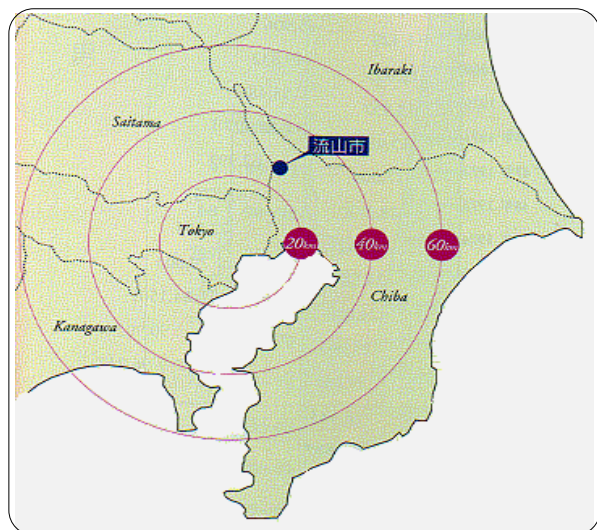 Ibaraki
Saitama
流山市
Tokyo
20km
40km
60km
Chiba
Kanagawa